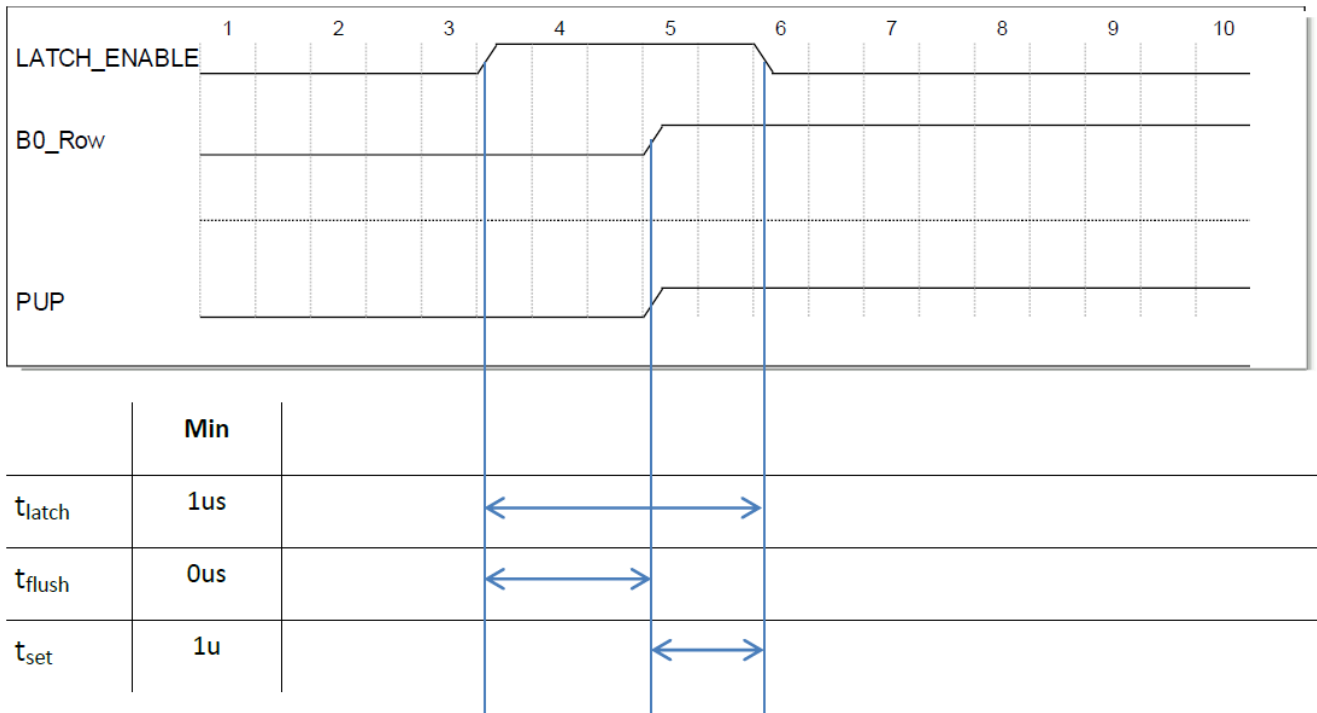 1 2 3 4 5 6 7 8 9 10
LATCH_ENABLE
B0_Row
PUP
Min
tlatch 1us
tflush 0us
tset 1u